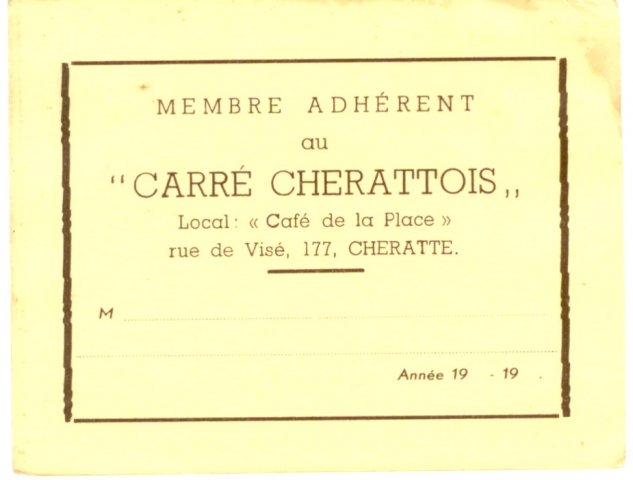 MEMBRE ADHÉRENT
au
"CARRÉ CHERATTOIS„
Local: « Café de la Place »
rue de Visé, 177, CHERATTE.
M
Année 19 - 19 .